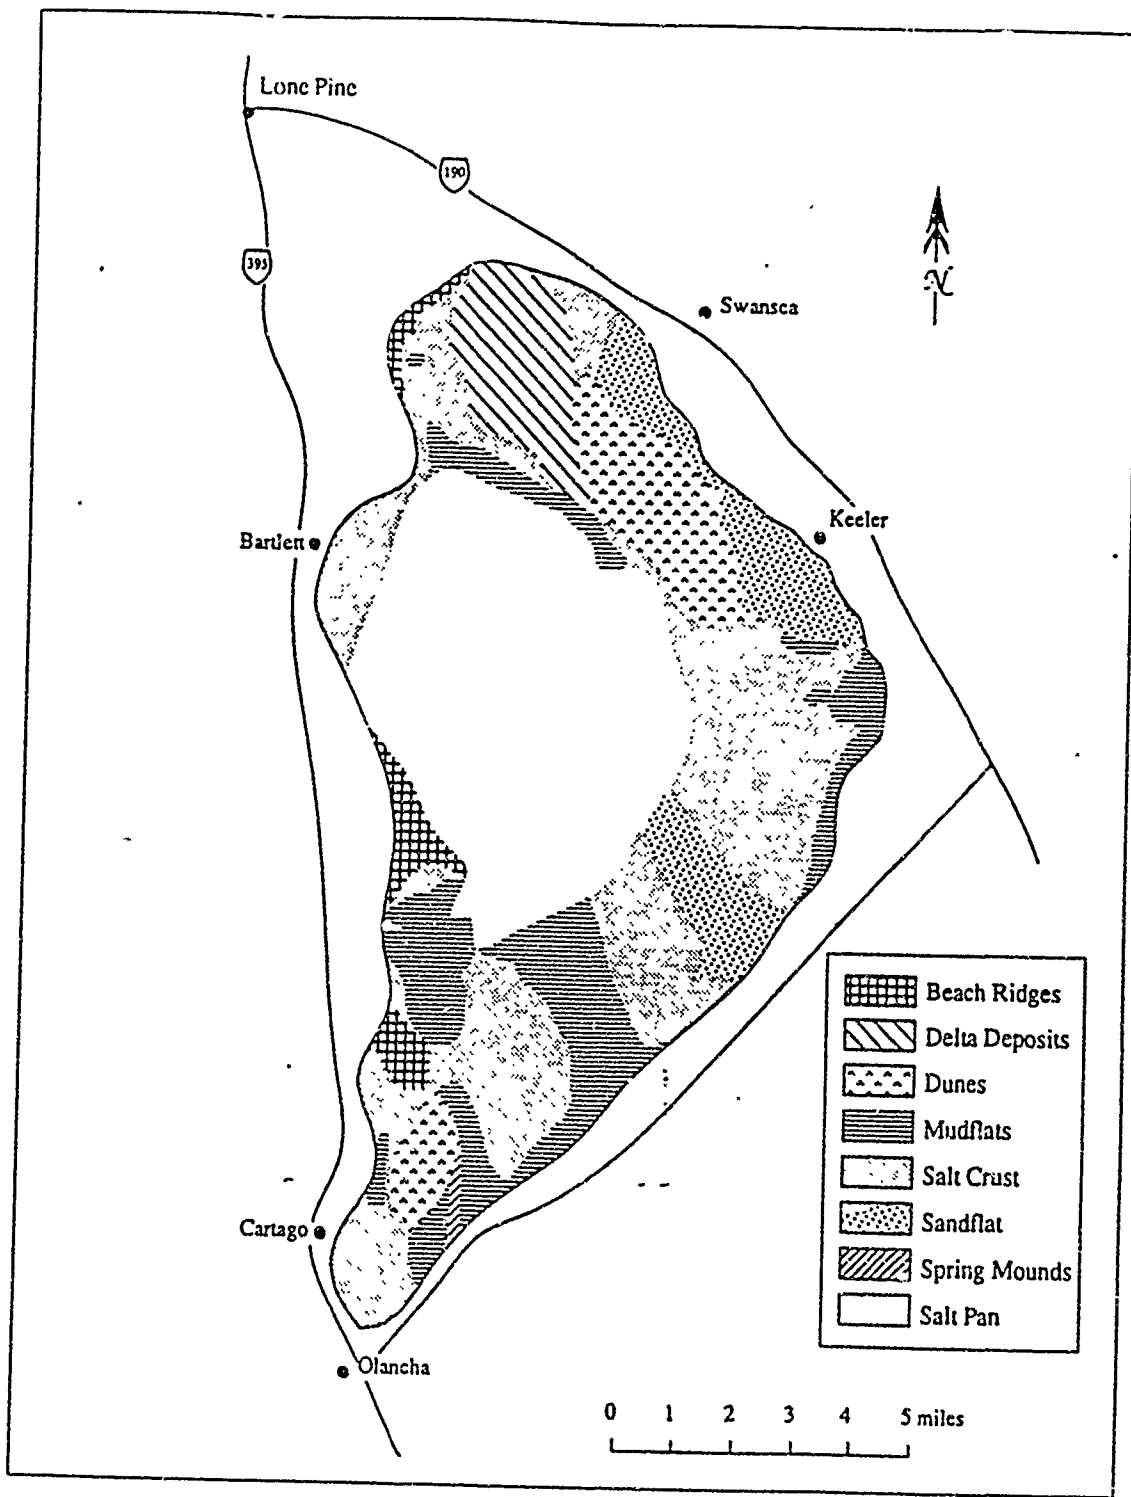 Lone Pine
190
395
N
Swansea
Keeler
Bartlett
Beach Ridges
Delta Deposits
Dunes
Mudflats
Salt Crust
Sandflat
Spring Mounds
Salt Pan
Cartago
Olancha
0 1 2 3 4 5 miles